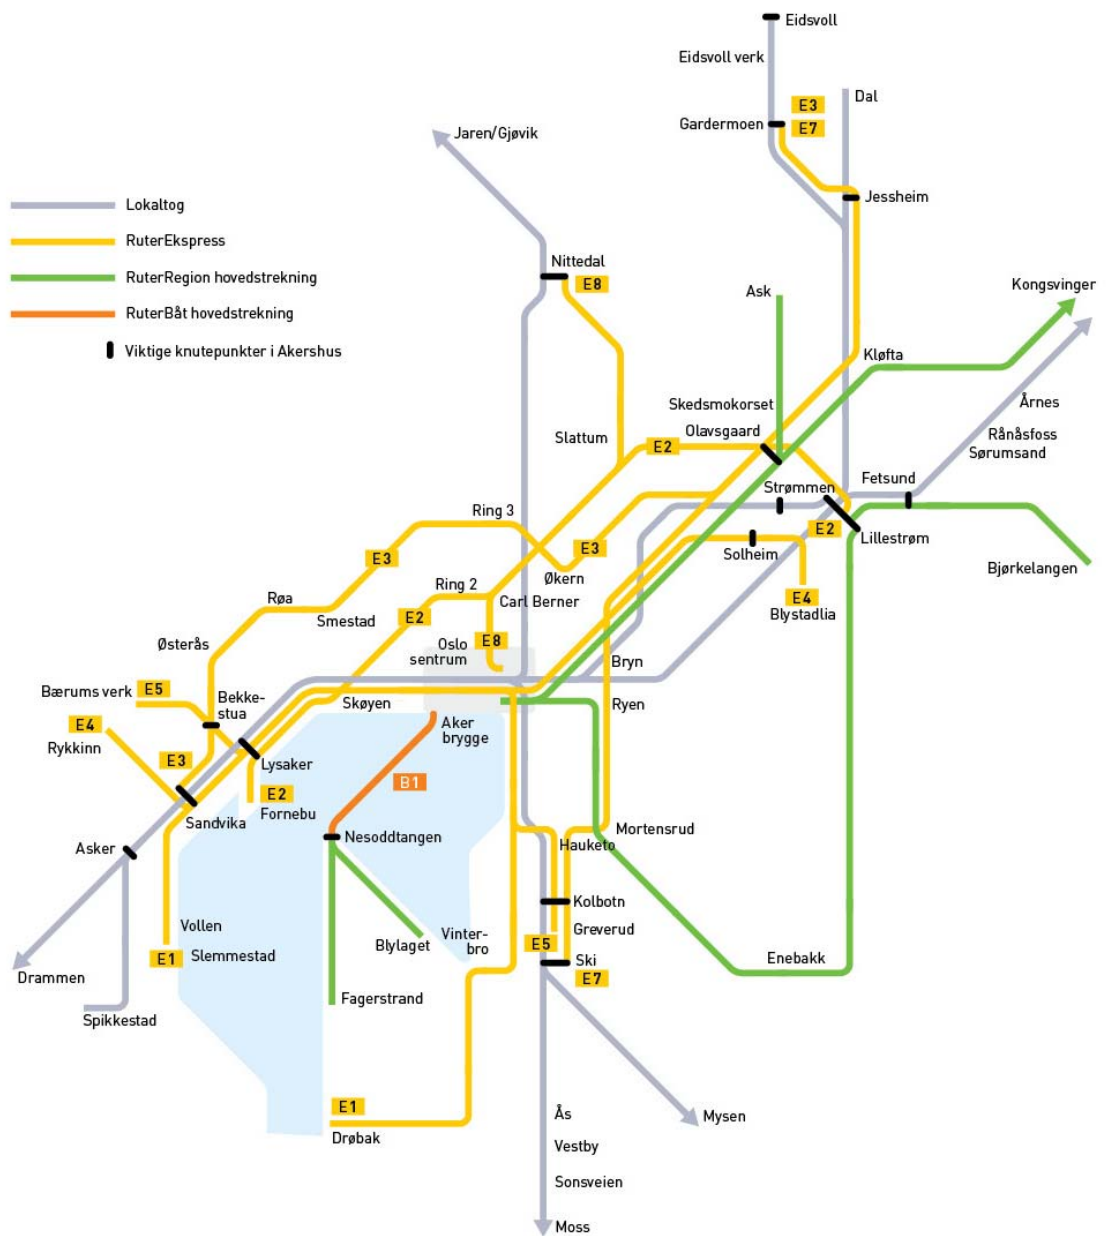 Eidsvoll
Eidsvoll verk
E3
Dal
Gardermoen
E7
Jaren/Gjøvik
Lokaltog
Jessheim
RuterEkspress
Nittedal
RuterRegion hovedstrekning
E8
Ask
Kongsvinger
RuterBåt hovedstrekning
Viktige knutepunkter i Akershus
Kløfta
Skedsmokorset
Årnes
Olavsgaard
Slattum
E2
Rånåsfoss
Sørumsand
Strømmen
Fetsund
Ring 3
E2
Lillestrøm
E3
E3
Solheim
Økern
Bjørkelangen
Ring 2
Røa
Carl Berner
E4
Smestad
E2
Blystadlia
Østerås
E8
Oslo
sentrum
Bryn
Bærums verk
E5
Bekke-
stua
Skøyen
Ryen
E4
Aker
brygge
Rykkinn
E3
Lysaker
B1
E2
Fornebu
Sandvika
Nesoddtangen
Mortensrud
Asker
Hauketo
Kolbotn
Vollen
Greverud
Vinter-
bro
Blylaget
E5
E1
Slemmestad
Ski
Enebakk
Drammen
E7
Fagerstrand
Spikkestad
E1
Ås
Mysen
Drøbak
Vestby
Sonsveien
Moss